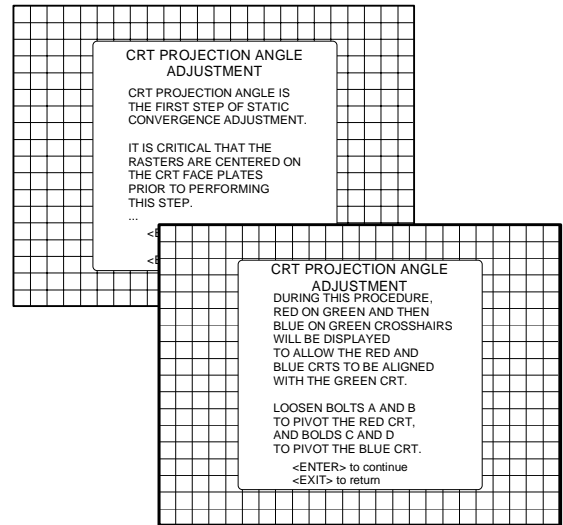 CRT PROJECTION ANGLE
ADJUSTMENT
CRT PROJECTION ANGLE IS
THE FIRST STEP OF STATIC
CONVERGENCE ADJUSTMENT.
IT IS CRITICAL THAT THE
RASTERS ARE CENTERED ON
THE CRT FACE PLATES
PRIOR TO PERFORMING
THIS STEP.
...
CRT PROJECTION ANGLE
ADJUSTMENT
DURING THIS PROCEDURE,
RED ON GREEN AND THEN
BLUE ON GREEN CROSSHAIRS
WILL BE DISPLAYED
TO ALLOW THE RED AND
BLUE CRTS TO BE ALIGNED
WITH THE GREEN CRT.
LOOSEN BOLTS A AND B
TO PIVOT THE RED CRT,
AND BOLDS C AND D
TO PIVOT THE BLUE CRT.
<ENTER> to continue
<EXIT> to return